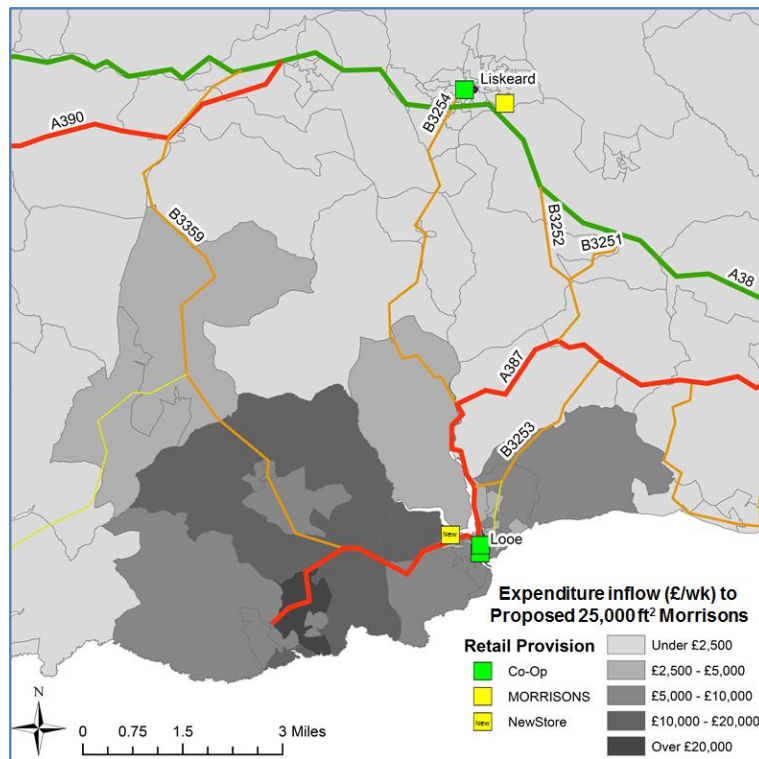 Liskeard
B3254
A390
B3359
B3252
B3251
A38
A387
B3253
New
Looe
Expenditure inflow (£/wk) to
Proposed 25,000ft² Morrisons
Retail Provision
Co-Op
MORRISONS
New NewStore
Under £2,500
£2,500 - £5,000
£5,000 - £10,000
£10,000 - £20,000
Over £20,000
N
0 0.75 1.5 3 Miles